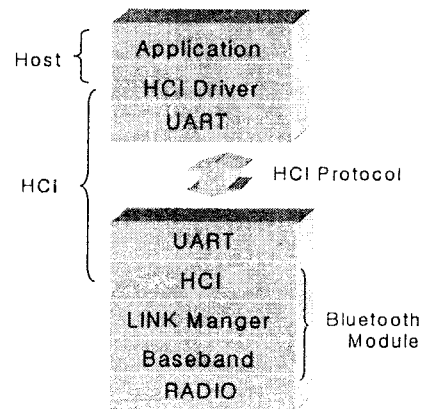 Host
Application
HCI Driver
UART
HCI
HCI Protocol
UART
HCI
LINK Manger
Baseband
RADIO
Bluetooth
Module